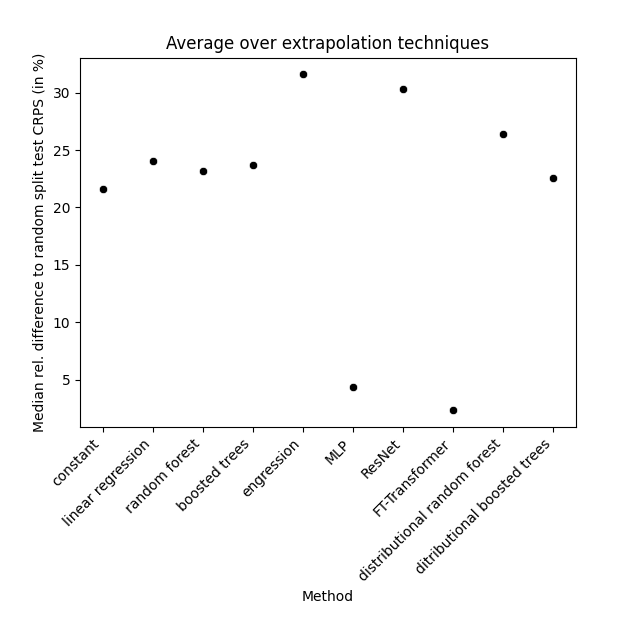 Average over extrapolation techniques
Median rel. difference to random split test CRPS (in %)
30
25
20
15
10
5
constant
linear regression
random forest
boosted trees
engression
MLP
ResNet
FT-Transformer
distributional random forest
ditributional boosted trees
Method